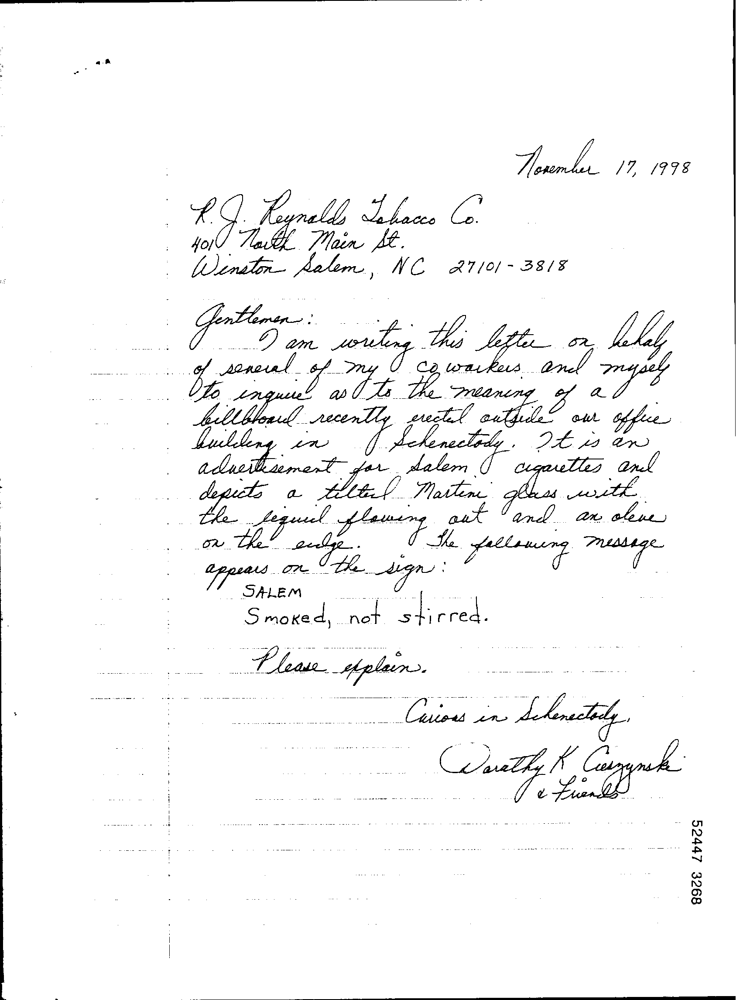 November 17, 1998
R. J. Reynolds Tobacco Co.
401 North Main St.
Winston Salem, NC 27101-3818
Gentlemen:
I am writing this letter on behalf
of several of my coworkers and myself
to inquire as to the meaning of a
billboard recently erected outside our office
building in Schenectady. It is an
advertisement for Salem cigarettes and
depicts a tilted Martini glass with
the liquid flowing out and an olive
on the edge. The following message
appears on the sign:
SALEM
Smoked, not stirred.
Please explain.
Curious in Schenectady,
Dorothy K
& Friends
52447 3268